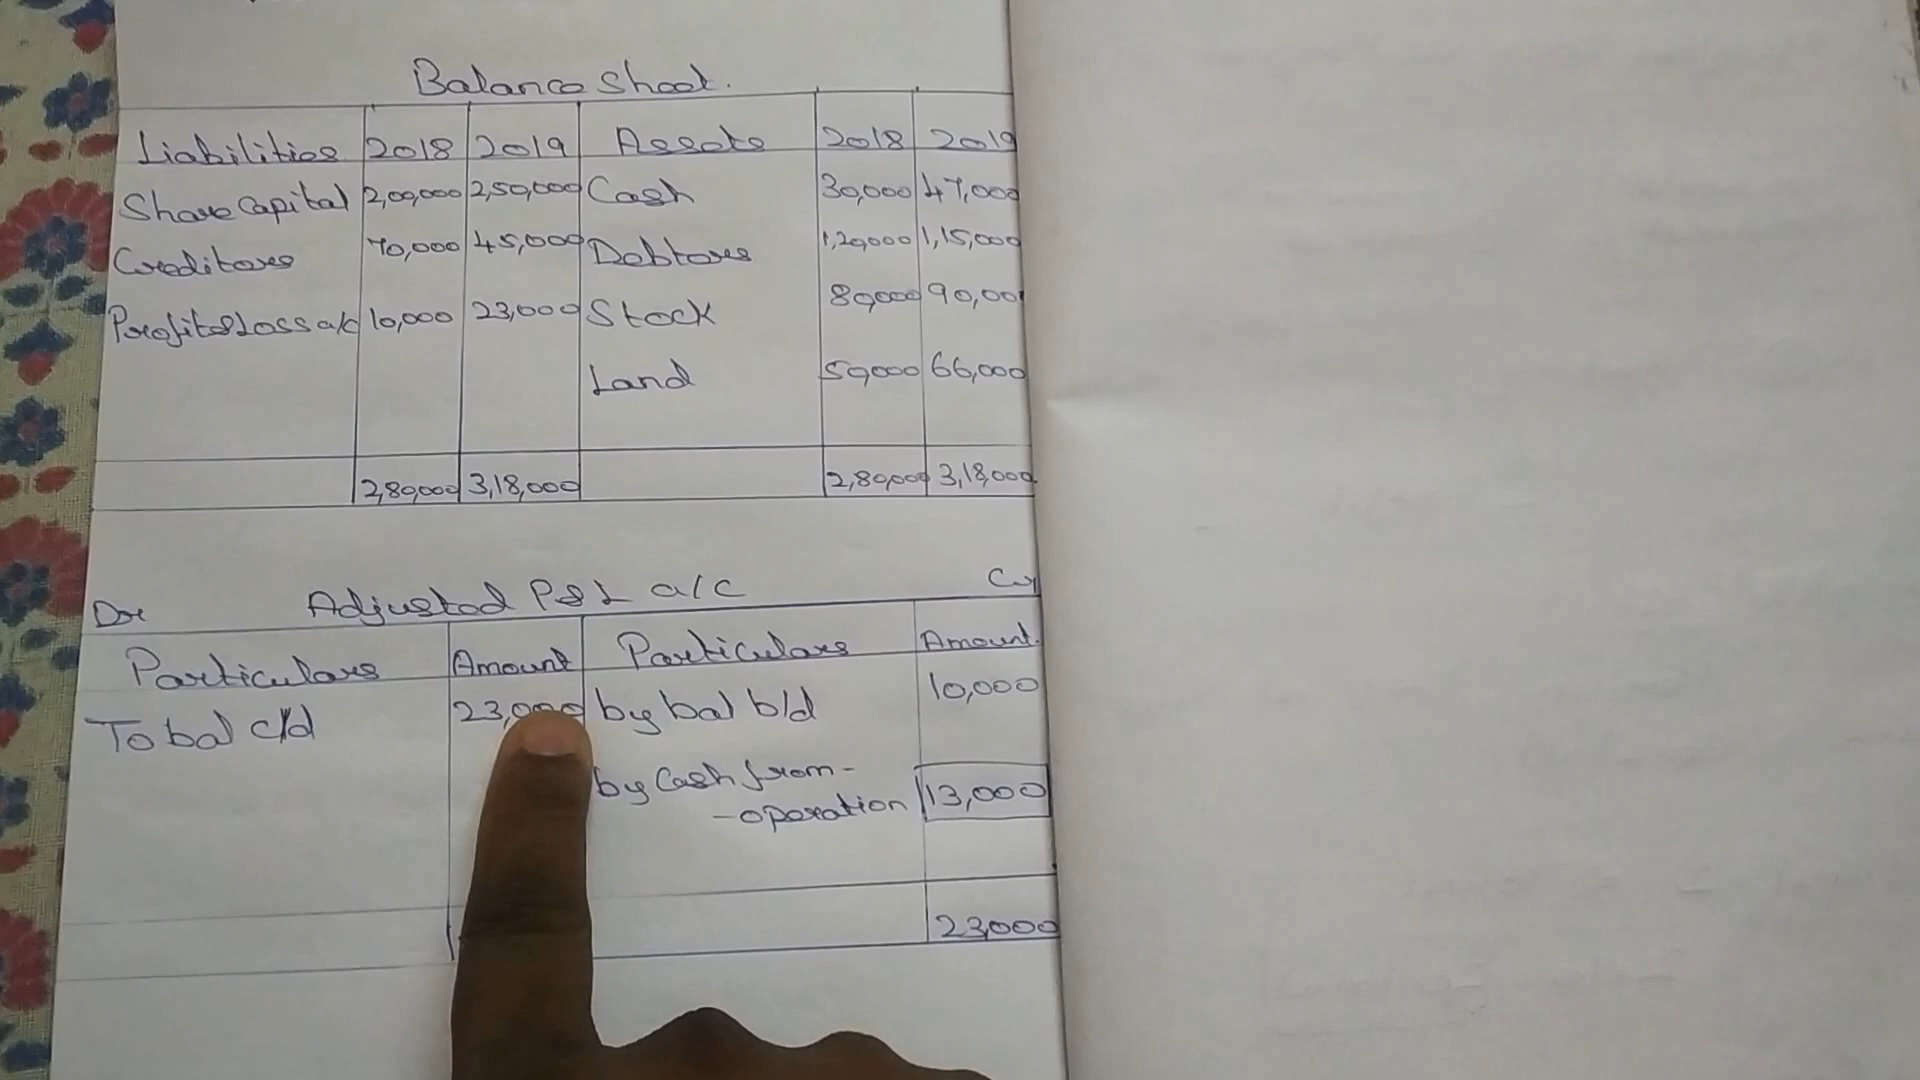 Balance Sheet.
Liabilities 2018 2019 Assets 2018 2019
Share Capital 2,00,000 2,50,000 Cash 30,000 47,000
Creditors 70,000 45,000 Debtors 1,20,000 1,15,000
Profit & Loss a/c 10,000 23,000 Stock 80,000 90,00
Land 50,000 66,000
2,80,000 3,18,000 2,80,000 3,18,000
Dr Adjusted P & L a/c Cr
Particulars Amount Particulars Amount.
To bal c/d 23,000 by bal b/d 10,000
by Cash from-
-operation 13,000
23,000